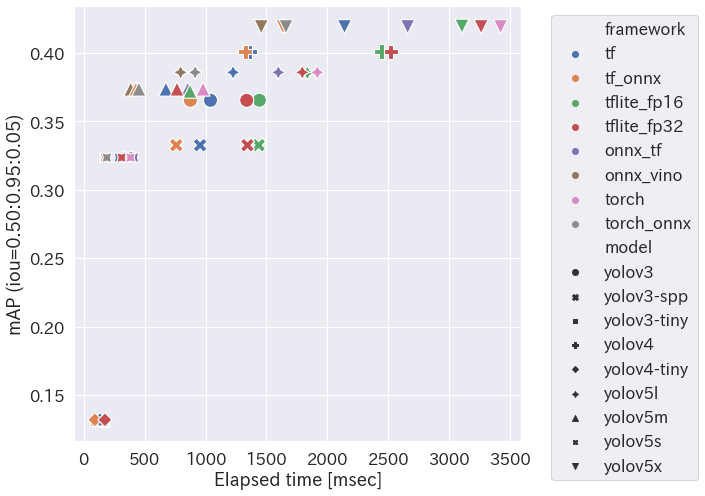 mAP (iou=0.50:0.95:0.05)
0.40
0.35
0.30
0.25
0.20
0.15
0 500 1000 1500 2000 2500 3000 3500
Elapsed time [msec]
framework
tf
tf_onnx
tflite_fp16
tflite_fp32
onnx_tf
onnx_vino
torch
torch_onnx
model
yolov3
yolov3-spp
yolov3-tiny
yolov4
yolov4-tiny
yolov5l
yolov5m
yolov5s
yolov5x